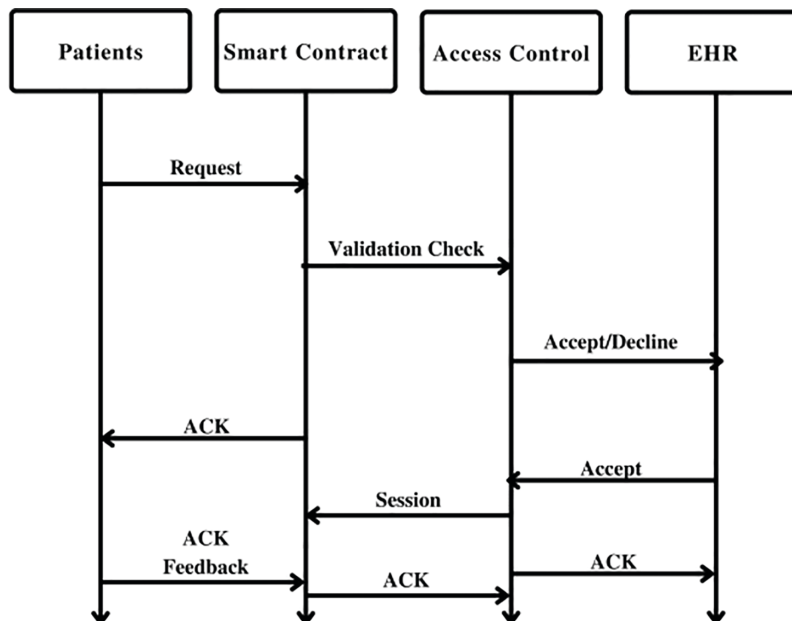 Patients
Smart Contract
Access Control
EHR
Request
Validation Check
Accept/Decline
ACK
Accept
Session
ACK
Feedback
ACK
ACK